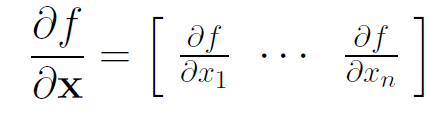 ∂f/∂𝐱 = [ ∂f/∂x₁ ⋯ ∂f/∂xₙ ]